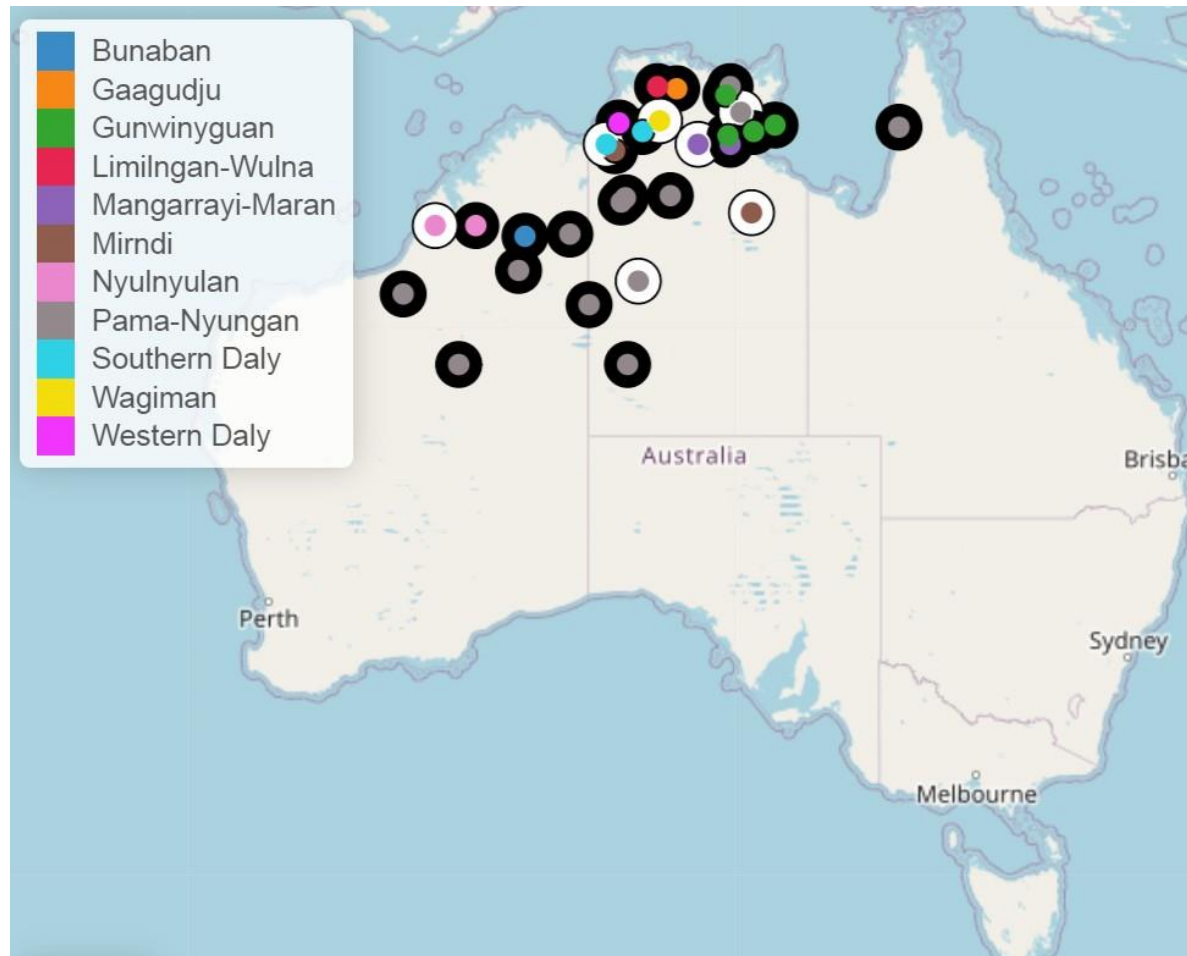 Bunaban
Gaagudju
Gunwinyguan
Limilngan-Wulna
Mangarrayi-Maran
Mirndi
Nyulnyulan
Pama-Nyungan
Southern Daly
Wagiman
Western Daly
Australia
Brisba
Perth
Sydney
Melbourne